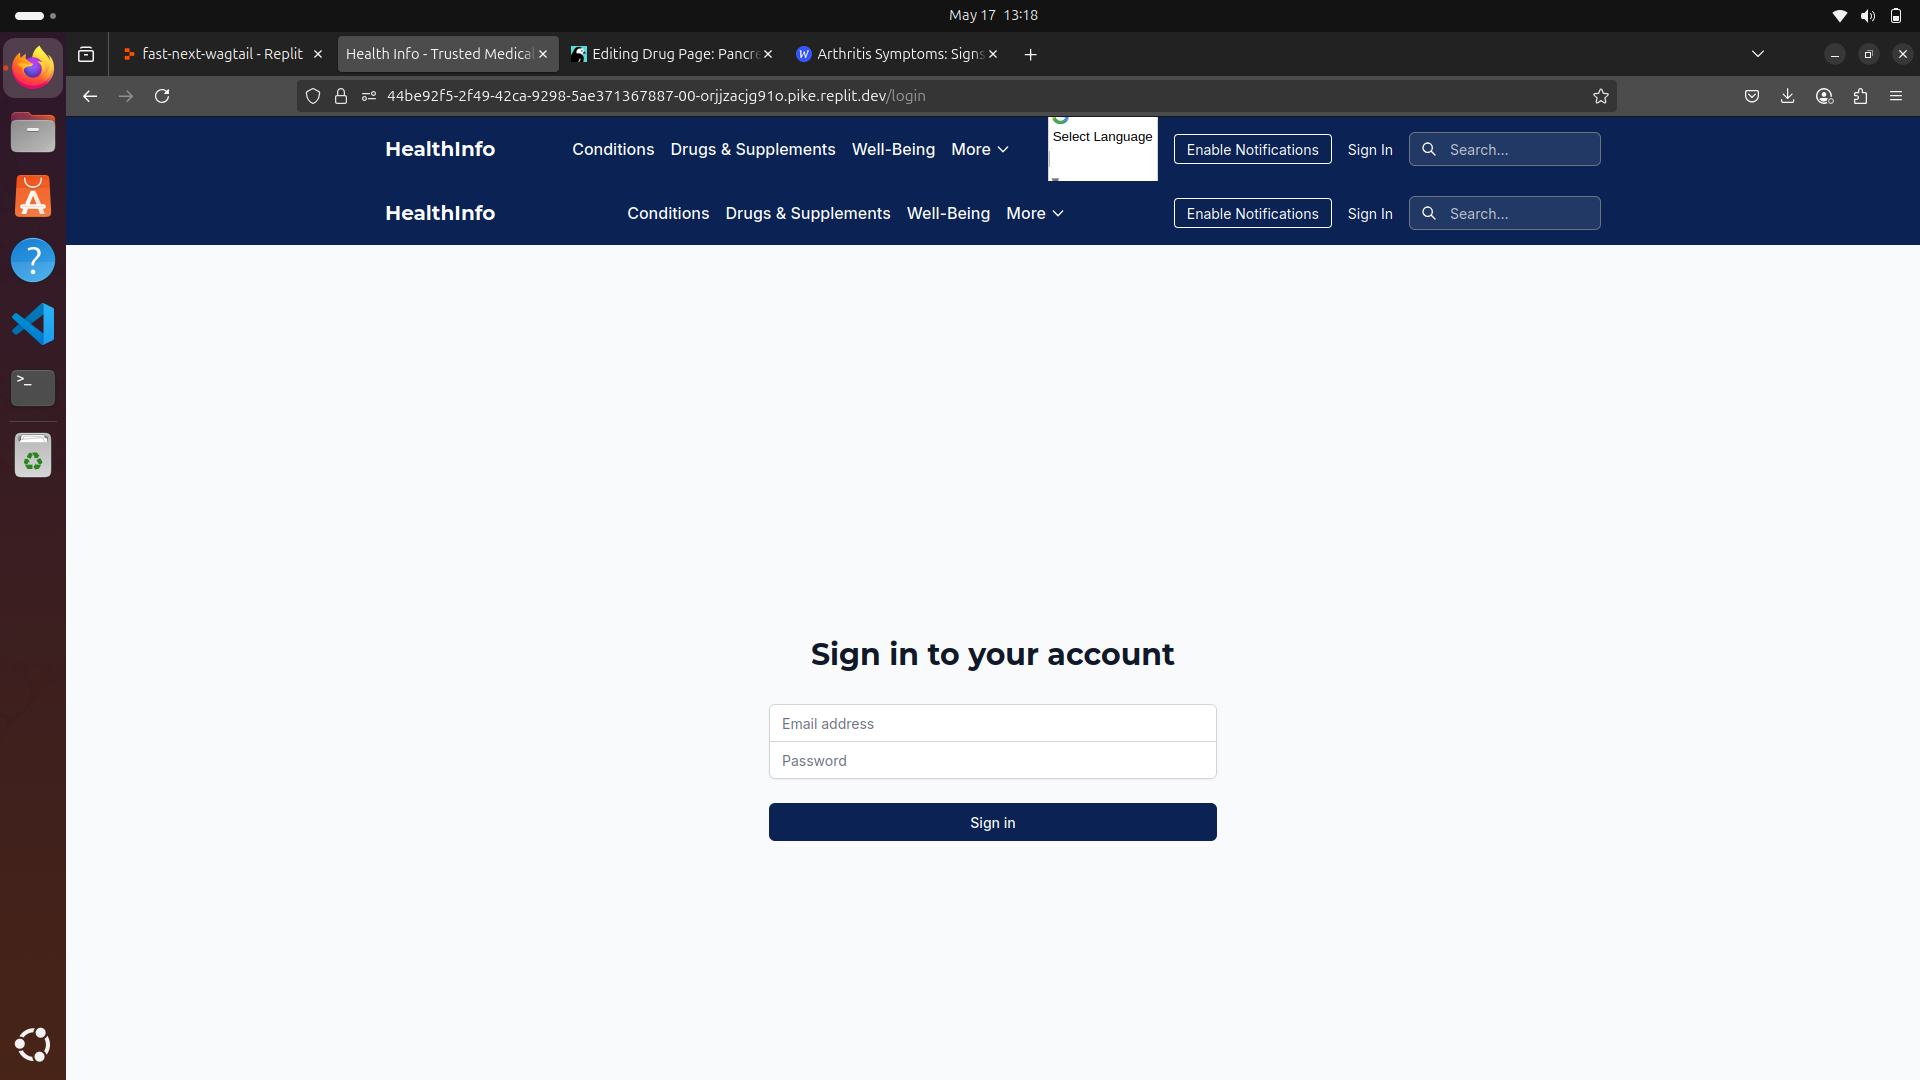 May 17 13:18
fast-next-wagtail - Replit
Health Info - Trusted Medica
Editing Drug Page: Pancre
Arthritis Symptoms: Signs
44be92f5-2f49-42ca-9298-5ae371367887-00-orjjzacjg91o.pike.replit.dev/login
HealthInfo
Conditions
Drugs & Supplements
Well-Being
More
Select Language
Enable Notifications
Sign In
Search...
HealthInfo
Conditions
Drugs & Supplements
Well-Being
More
Enable Notifications
Sign In
Search...
Sign in to your account
Email address
Password
Sign in